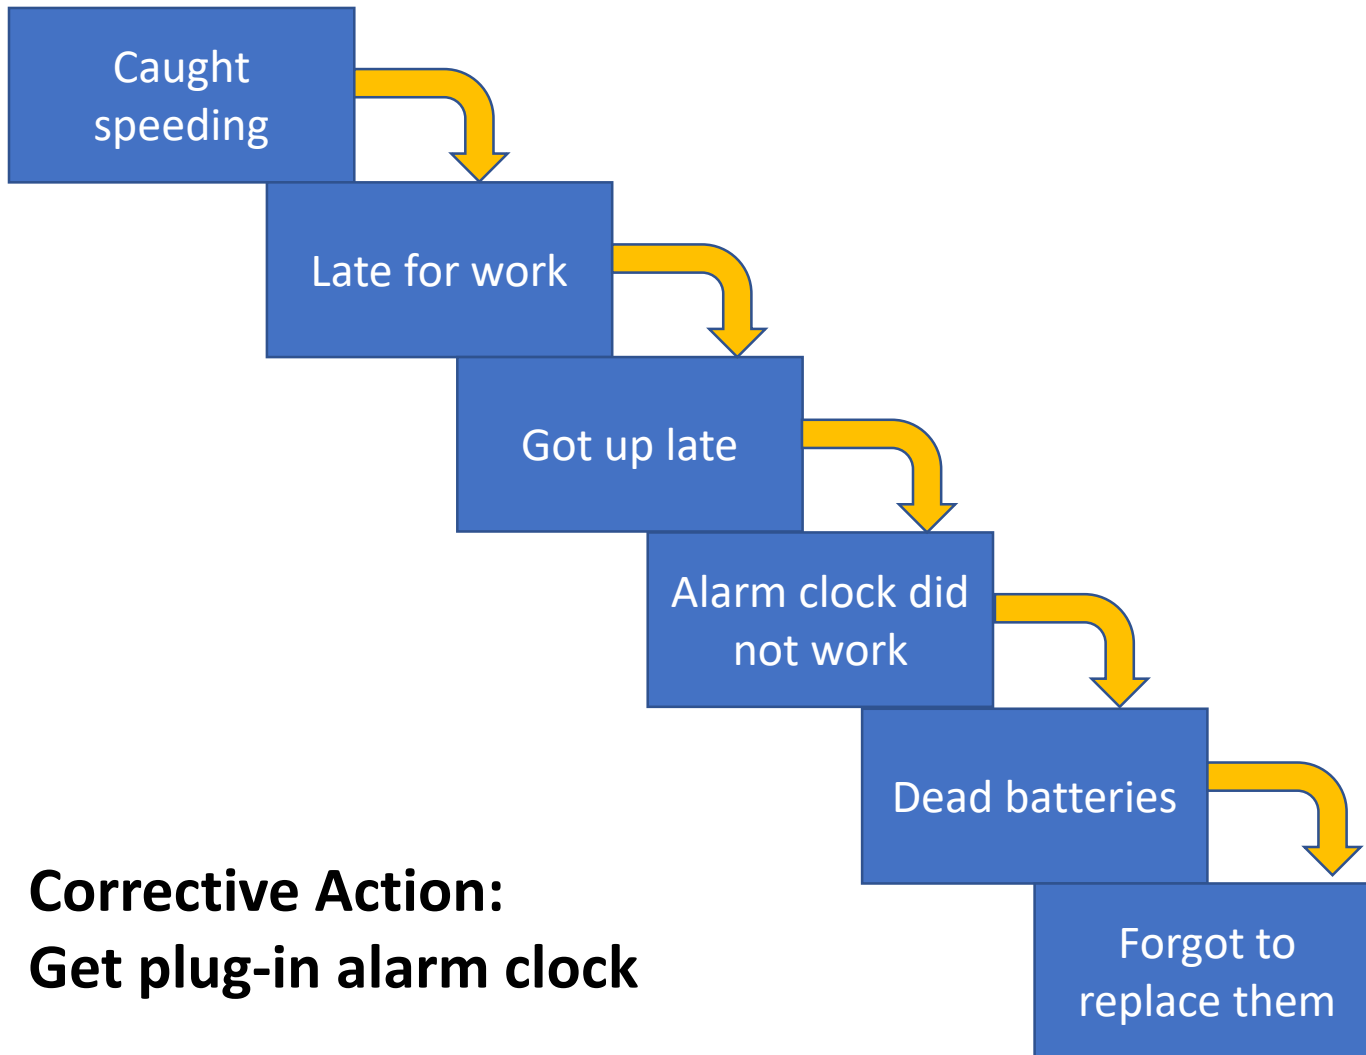 Caught
speeding
Late for work
Got up late
Alarm clock did
not work
Dead batteries
Forgot to
replace them
Corrective Action:
Get plug-in alarm clock